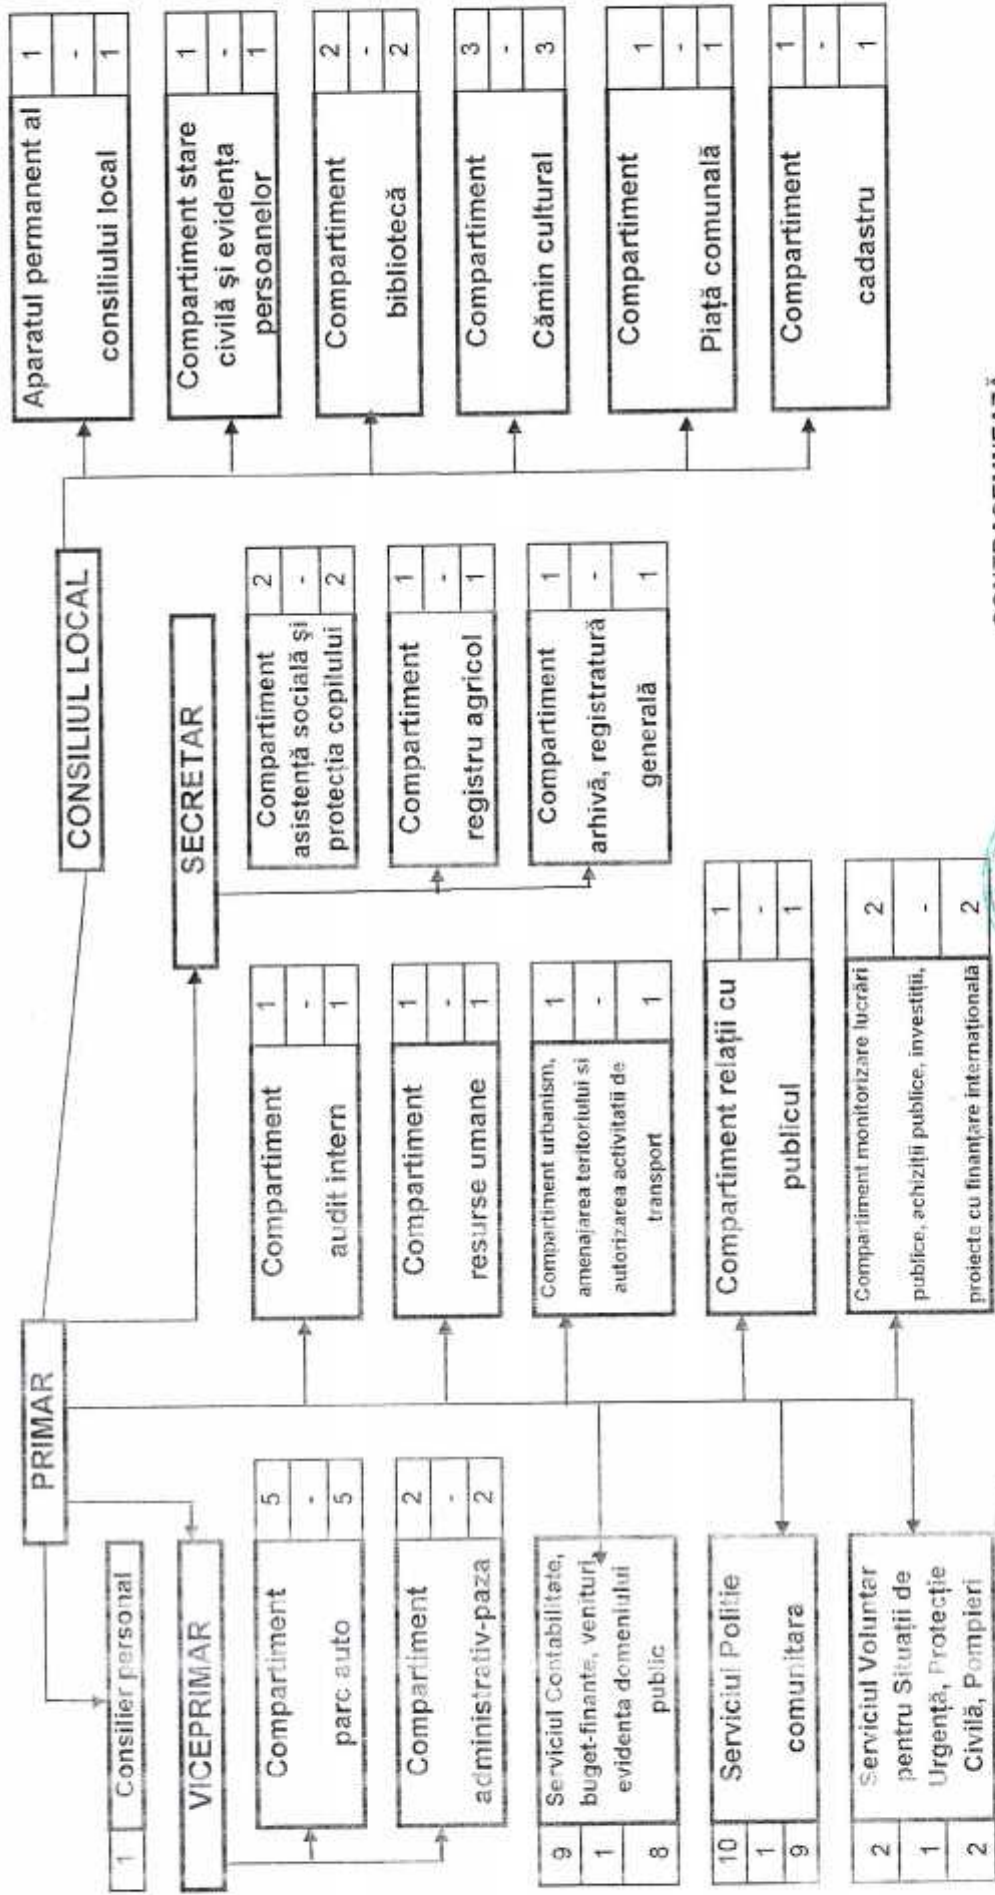 PRIMAR
CONSILIUL LOCAL
1
Consilier personal
VICEPRIMAR
SECRETAR
Compartiment
parc auto
5
-
5
Compartiment
administrativ-paza
2
-
2
Serviciul Contabilitate,
buget-finante, venituri,
evidenta domeniului
public
9
1
8
Serviciul Politie
comunitara
10
1
9
Serviciul Voluntar
pentru Situații de
Urgență, Protecție
Civilă, Pompieri
2
1
2
Compartiment
audit intern
1
-
1
Compartiment
resurse umane
1
-
1
Compartiment urbanism,
amenajarea teritoriului si
autorizarea activitatii de
transport
1
-
1
Compartiment relații cu
publicul
1
-
1
Compartiment monitorizare lucrări
publice, achiziții publice, investiții,
proiecte cu finanțare internațională
2
-
2
Compartiment
asistență socială și
protecția copilului
2
-
2
Compartiment
registru agricol
1
-
1
Compartiment
arhivă, registratură
generală
1
-
1
Aparatul permanent al
consiliului local
1
-
1
Compartiment stare
civilă și evidența
persoanelor
1
-
1
Compartiment
bibliotecă
2
-
2
Compartiment
Cămin cultural
3
-
3
Compartiment
Piață comunală
1
-
1
Compartiment
cadastru
1
-
1